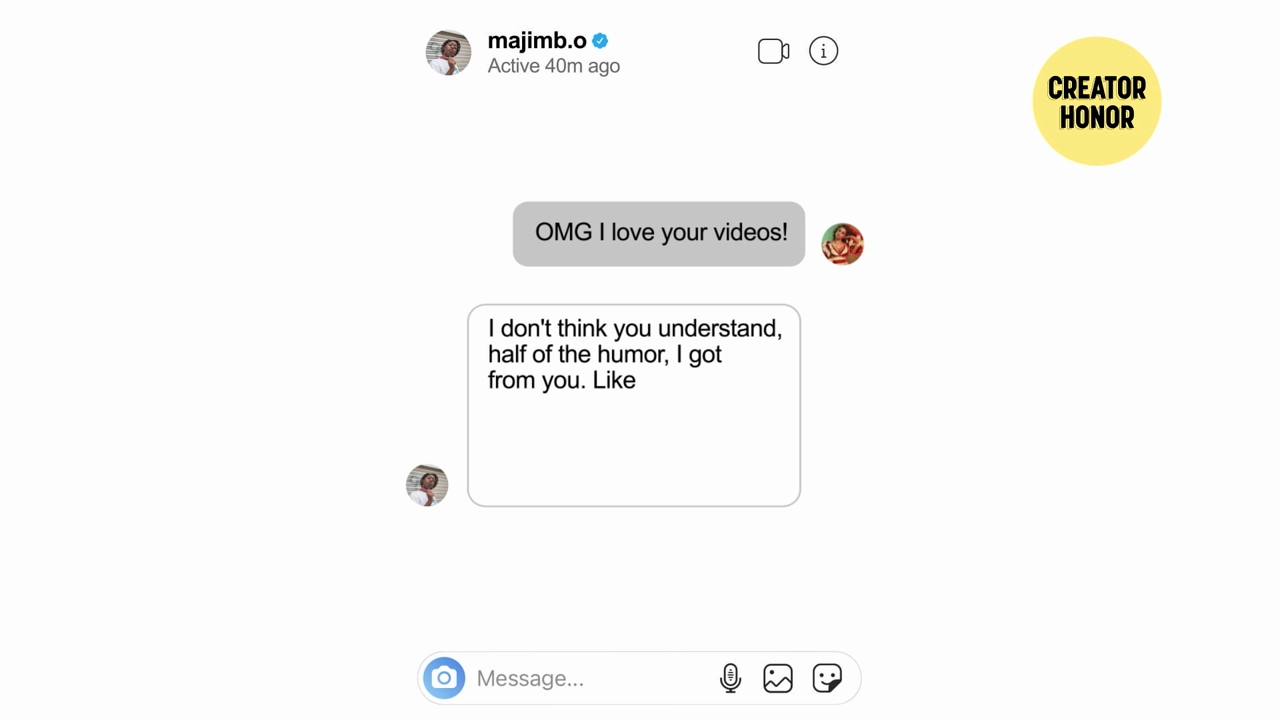 majimb.o
Active 40m ago
CREATOR
HONOR
OMG I love your videos!
I don't think you understand,
half of the humor, I got
from you. Like
Message...